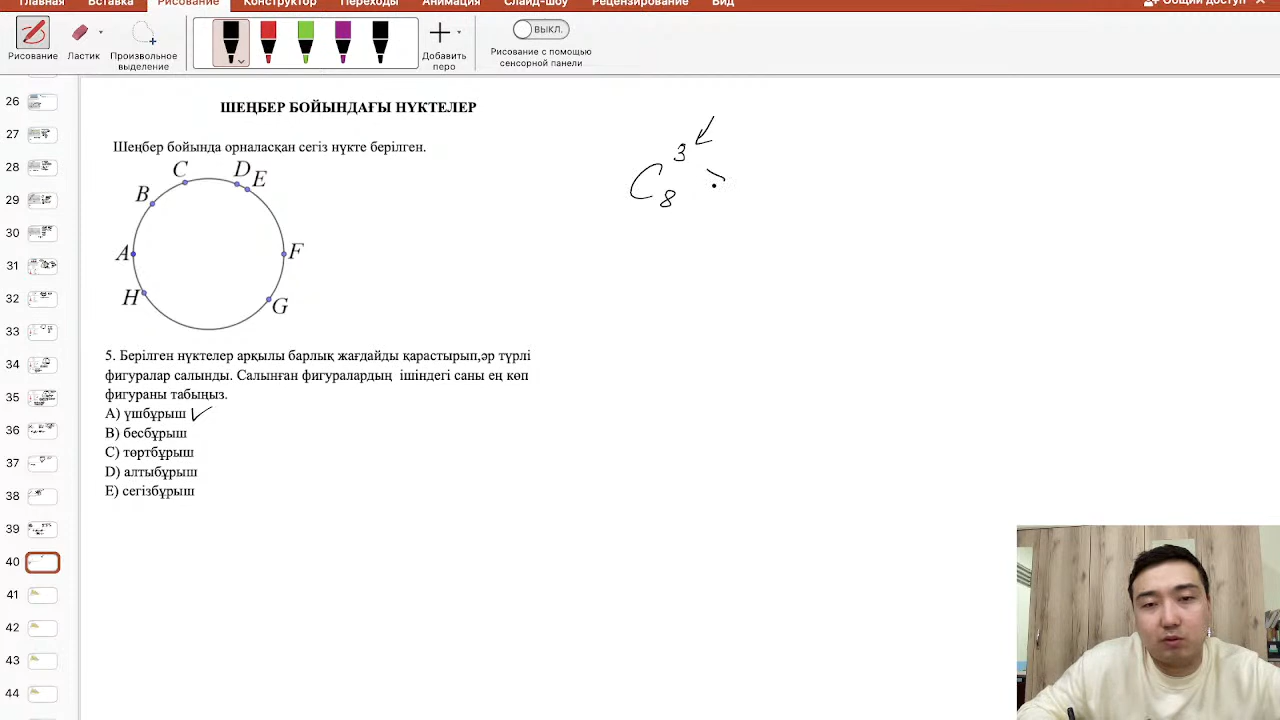 Главная Вставка Рисование Конструктор Переходы Анимация Слайд-шоу Рецензирование Вид Общий доступ
Рисование
Ластик
Произвольное
выделение
Добавить
перо
ВЫКЛ.
Рисование с помощью
сенсорной панели
26
27
28
29
30
31
32
33
34
35
36
37
38
39
40
41
42
43
44
ШЕҢБЕР БОЙЫНДАҒЫ НҮКТЕЛЕР
Шеңбер бойында орналасқан сегіз нүкте берілген.
C D E
B
A F
H G
5. Берілген нүктелер арқылы барлық жағдайды қарастырып,әр түрлі
фигуралар салынды. Салынған фигуралардың ішіндегі саны ең көп
фигураны табыңыз.
A) үшбұрыш
B) бесбұрыш
C) төртбұрыш
D) алтыбұрыш
E) сегізбұрыш
C 8 3